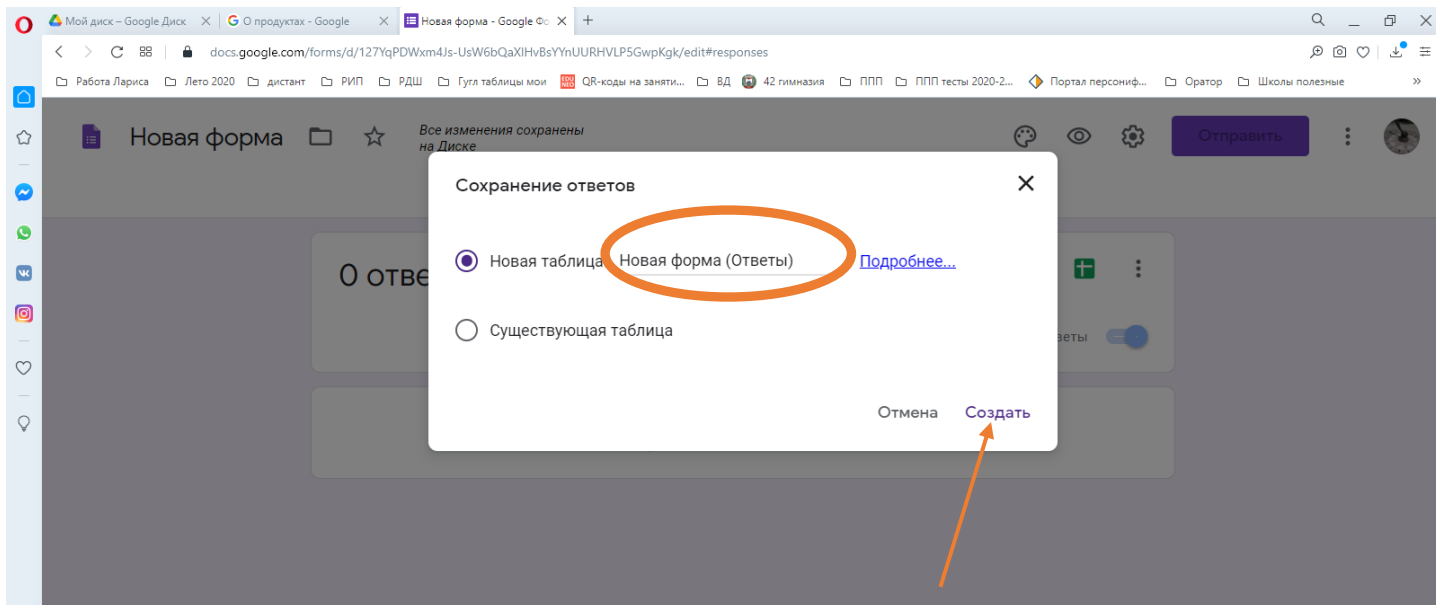 Мой диск – Google Диск
О продуктах - Google
Новая форма - Google Фо
docs.google.com/forms/d/127YqPDWxm4Js-UsW6bQaXlHvBsYYnUURHVLP5GwpKgk/edit#responses
Работа Лариса Лето 2020 дистант РИП РДШ Гугл таблицы мои QR-коды на заняти... ВД 42 гимназия ППП ППП тесты 2020-2... Портал персониф... Оратор Школы полезные
Новая форма
Все изменения сохранены
на Диске
Отправить
Сохранение ответов
0 отве
Новая таблица Новая форма (Ответы) Подробнее...
Существующая таблица
веты
Отмена Создать